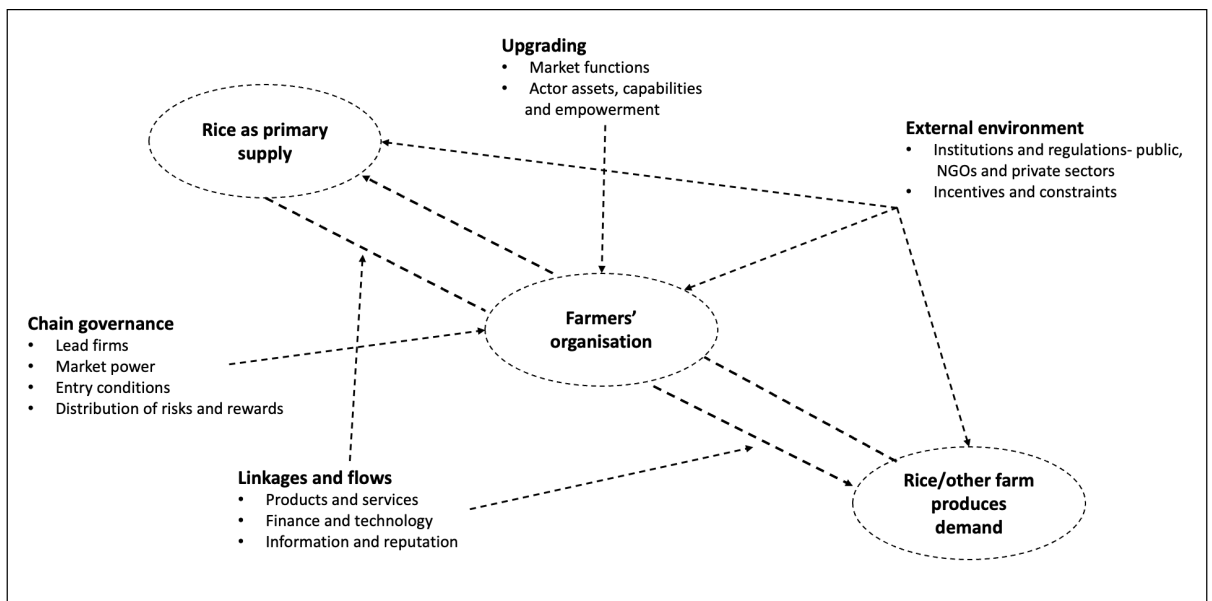 Upgrading
• Market functions
• Actor assets, capabilities
and empowerment
Rice as primary
supply
External environment
• Institutions and regulations- public,
NGOs and private sectors
• Incentives and constraints
Farmers’
organisation
Chain governance
• Lead firms
• Market power
• Entry conditions
• Distribution of risks and rewards
Linkages and flows
• Products and services
• Finance and technology
• Information and reputation
Rice/other farm
produces
demand